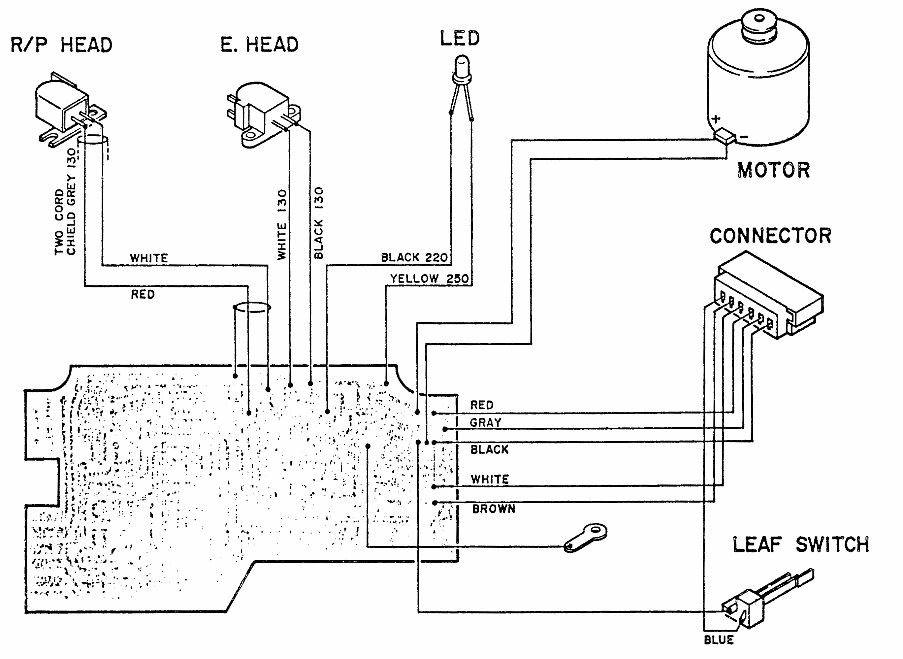 R/P HEAD
E. HEAD
LED
+
−
MOTOR
TWO CORD
CHIELD GREY 130
WHITE 130
BLACK 130
WHITE
RED
BLACK 220
YELLOW 250
CONNECTOR
RED
GRAY
BLACK
WHITE
BROWN
LEAF SWITCH
BLUE